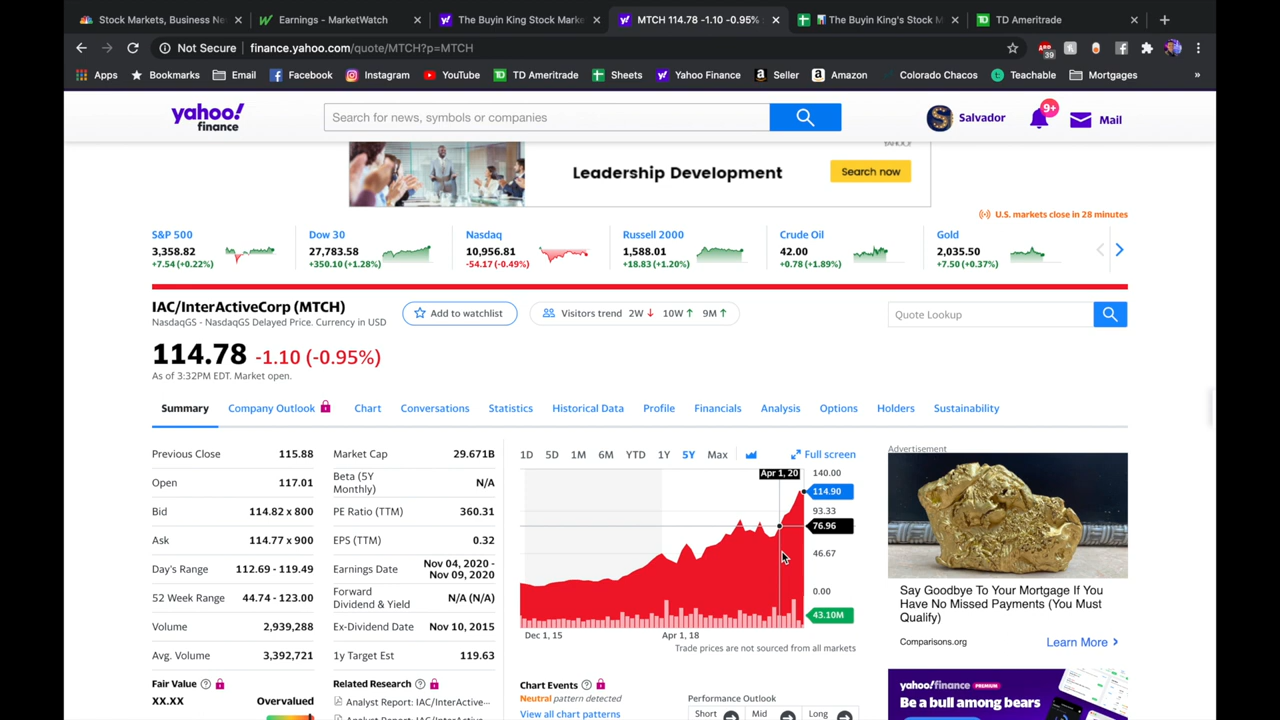 Stock Markets, Business Ne
Earnings - MarketWatch
The Buyin King Stock Marke
MTCH 114.78 -1.10 -0.95%
The Buyin King's Stock M
TD Ameritrade
Not Secure
finance.yahoo.com/quote/MTCH?p=MTCH
39
Apps
Bookmarks
Email
Facebook
Instagram
YouTube
TD Ameritrade
Sheets
Yahoo Finance
Seller
Amazon
Colorado Chacos
Teachable
Mortgages
»
yahoo!
finance
Search for news, symbols or companies
Salvador
9+
Mail
Leadership Development
Search now
U.S. markets close in 28 minutes
S&P 500
3,358.82
+7.54 (+0.22%)
Dow 30
27,783.58
+350.10 (+1.28%)
Nasdaq
10,956.81
-54.17 (-0.49%)
Russell 2000
1,588.01
+18.83 (+1.20%)
Crude Oil
42.00
+0.78 (+1.89%)
Gold
2,035.50
+7.50 (+0.37%)
IAC/InterActiveCorp (MTCH)
NasdaqGS - NasdaqGS Delayed Price. Currency in USD
Add to watchlist
Visitors trend 2W ↓ 10W ↑ 9M ↑
Quote Lookup
114.78 -1.10 (-0.95%)
As of 3:32PM EDT. Market open.
Summary
Company Outlook
Chart
Conversations
Statistics
Historical Data
Profile
Financials
Analysis
Options
Holders
Sustainability
Previous Close 115.88
Open 117.01
Bid 114.82 x 800
Ask 114.77 x 900
Day's Range 112.69 - 119.49
52 Week Range 44.74 - 123.00
Volume 2,939,288
Avg. Volume 3,392,721
Market Cap 29.671B
Beta (5Y
Monthly) N/A
PE Ratio (TTM) 360.31
EPS (TTM) 0.32
Earnings Date Nov 04, 2020 -
Nov 09, 2020
Forward
Dividend & Yield N/A (N/A)
Ex-Dividend Date Nov 10, 2015
1y Target Est 119.63
Fair Value
XX.XX Overvalued
Related Research
Analyst Report: IAC/InterActive...
1D 5D 1M 6M YTD 1Y 5Y Max
Full screen
Apr 1, 20
140.00
114.90
93.33
76.96
46.67
0.00
43.10M
Dec 1, 15
Apr 1, 18
Trade prices are not sourced from all markets
Chart Events
Neutral pattern detected
View all chart patterns
Performance Outlook
Short
Mid
Long
Advertisement
Say Goodbye To Your Mortgage If You
Have No Missed Payments (You Must
Qualify)
Comparisons.org
Learn More
yahoo!finance PREMIUM
Be a bull among bears